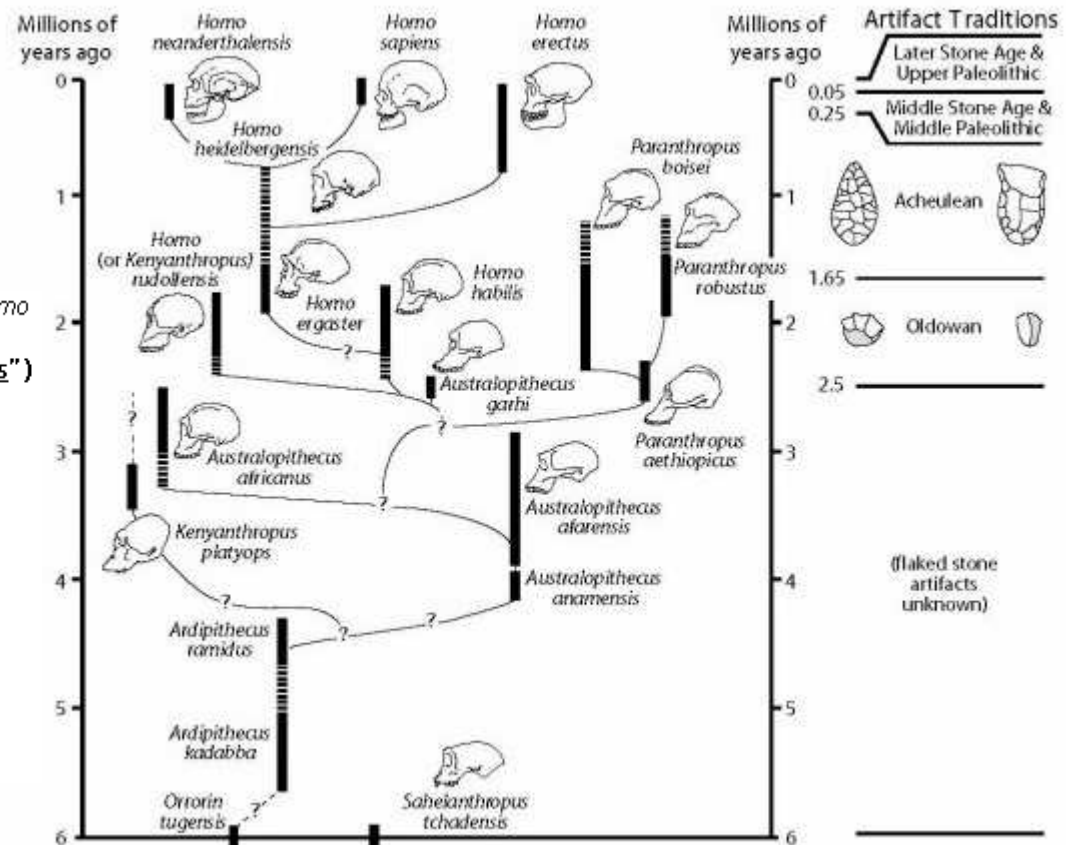 Millions of
years ago
Homo
neanderthalensis
Homo
sapiens
Homo
erectus
Millions of
years ago
Artifact Traditions
0
0
Later Stone Age &
Upper Paleolithic
0.05
0.25
Middle Stone Age &
Middle Paleolithic
Homo
heidelbergensis
Paranthropus
boisei
1
1
Acheulean
Homo
(or Kenyanthropus)
rudolfensis
Homo
ergaster
Homo
habilis
Paranthropus
robustus
1.65
mo
2
2
?
Oldowan
s")
Australopithecus
garhi
2.5
?
?
3
3
Australopithecus
africanus
Paranthropus
aethiopicus
?
Australopithecus
afarensis
Kenyanthropus
platyops
4
4
Australopithecus
anamensis
(flaked stone
artifacts
unknown)
?
?
?
Ardipithecus
ramidus
5
5
Ardipithecus
kadabba
Orrorin
tugensis
?
Sahelanthropus
tchadensis
6
6